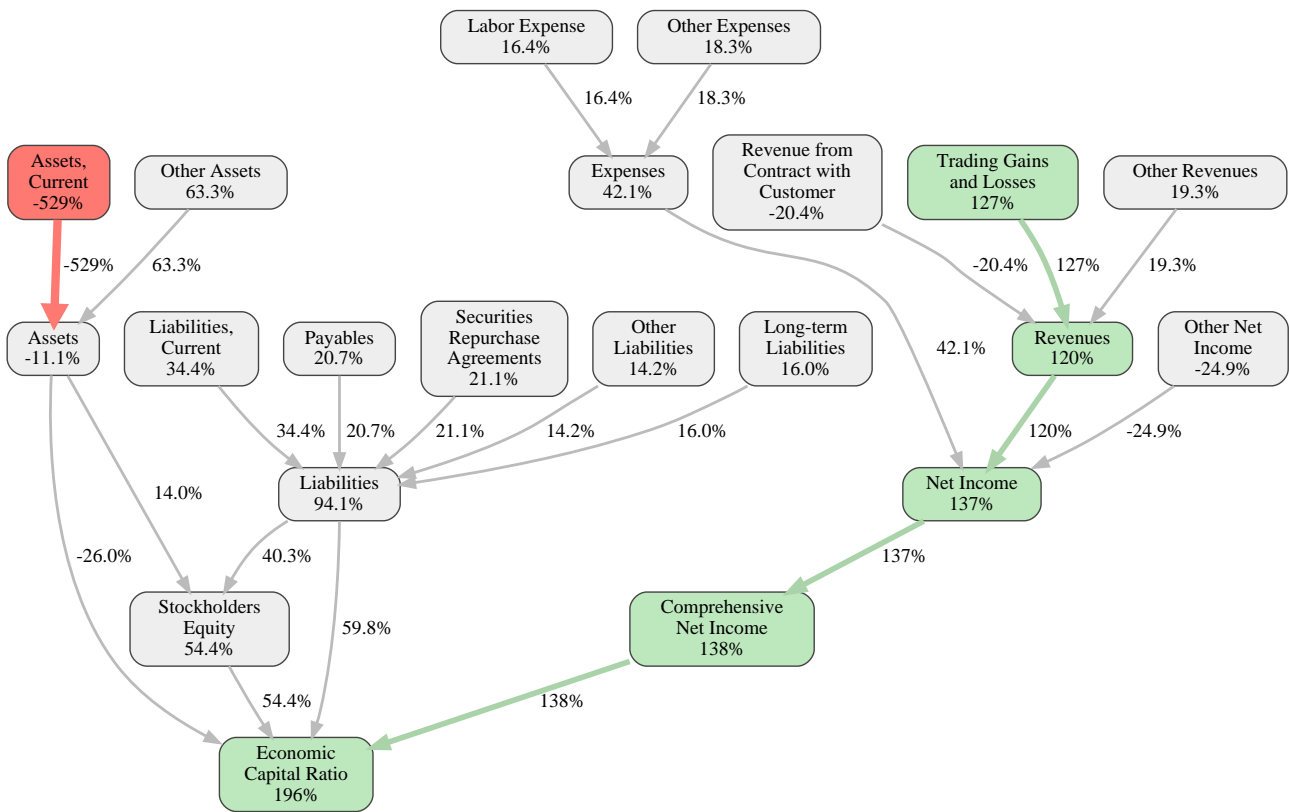 Labor Expense
16.4%
Other Expenses
18.3%
16.4%
18.3%
Assets,
Current
-529%
Other Assets
63.3%
Expenses
42.1%
Revenue from
Contract with
Customer
-20.4%
Trading Gains
and Losses
127%
Other Revenues
19.3%
-529%
63.3%
-20.4%
127%
19.3%
Assets
-11.1%
Liabilities,
Current
34.4%
Payables
20.7%
Securities
Repurchase
Agreements
21.1%
Other
Liabilities
14.2%
Long-term
Liabilities
16.0%
42.1%
Revenues
120%
Other Net
Income
-24.9%
34.4%
20.7%
21.1%
14.2%
16.0%
120%
-24.9%
14.0%
Liabilities
94.1%
Net Income
137%
-26.0%
40.3%
137%
Stockholders
Equity
54.4%
59.8%
Comprehensive
Net Income
138%
54.4%
138%
Economic
Capital Ratio
196%